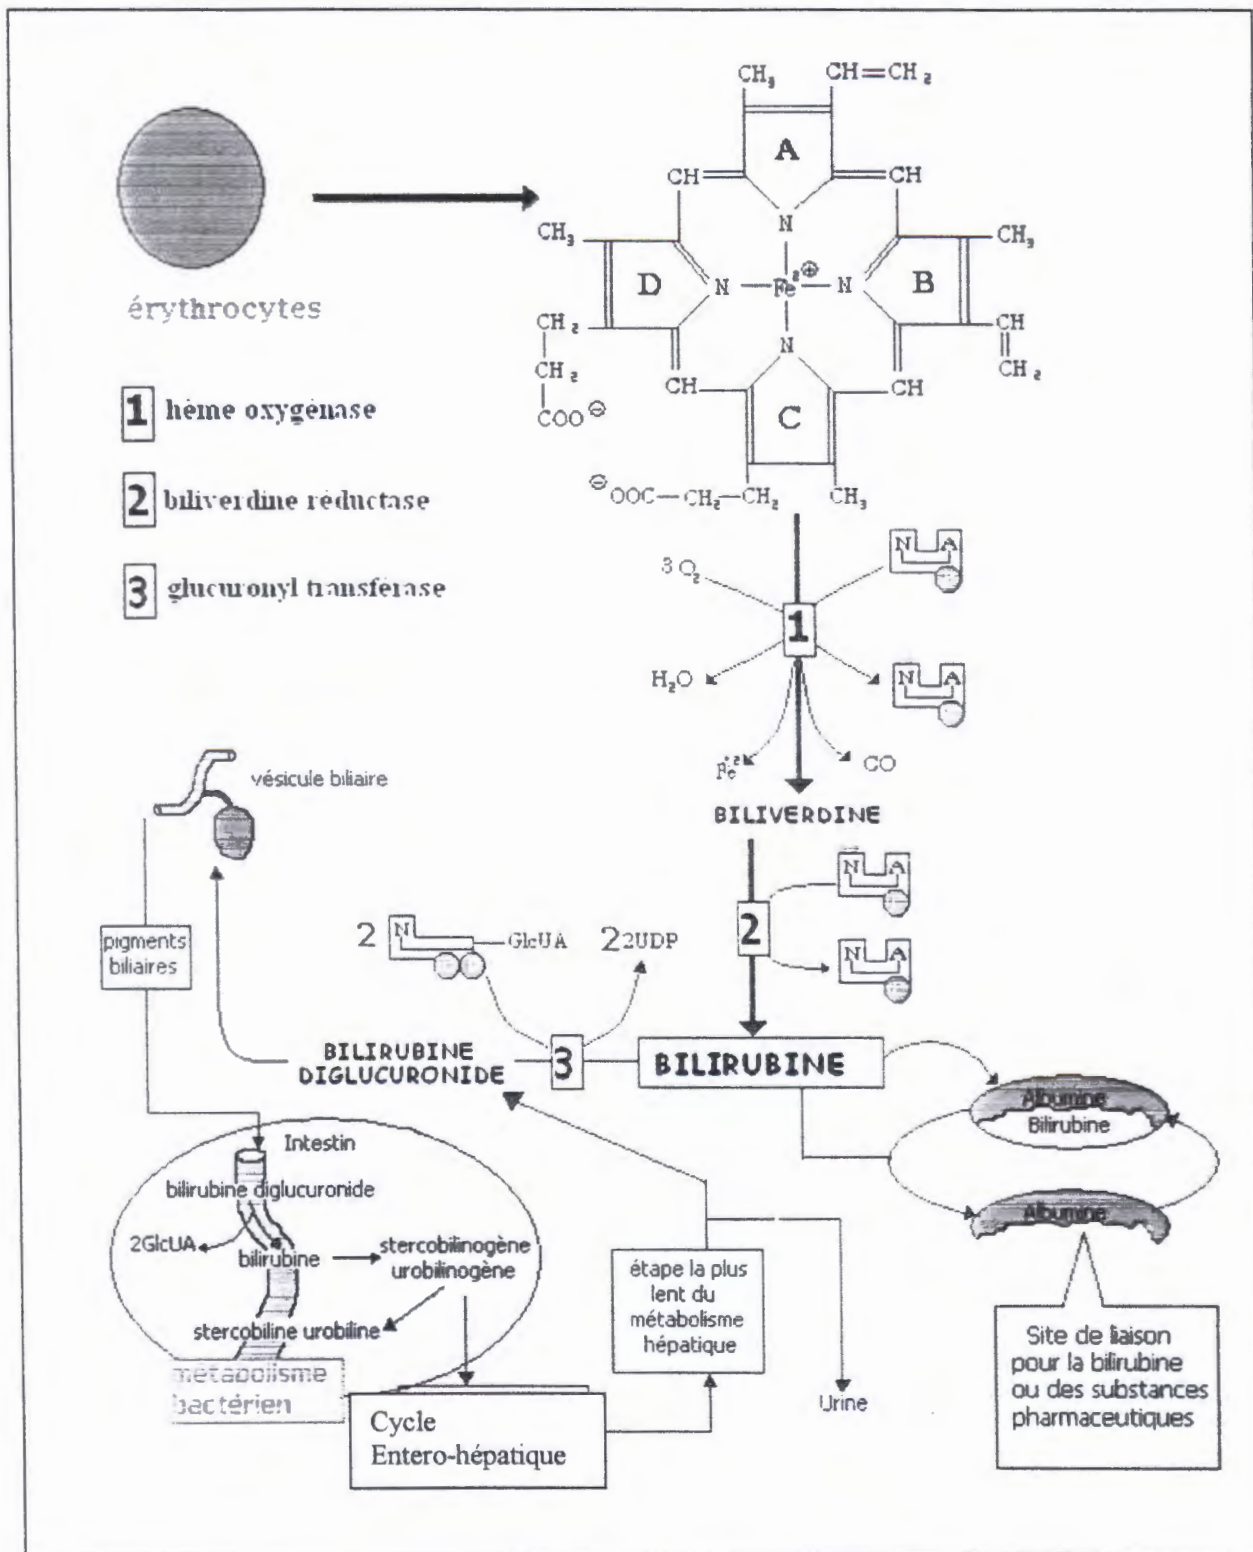 CH₃
CH=CH₂
A
CH
CH
N
CH₃
CH₃
D
N
Fe²⊕
N
B
érythrocytes
CH₂
CH
CH₂
N
CH
CH₂
CH
CH
COO⊖
C
1 hème oxygénase
⊖OOC—CH₂—CH₂
CH₃
2 biliverdine réductase
3 O₂
N A
3 glucuronyl transférase
1
H₂O
N A
Fe⁺²
CO
vésicule biliaire
BILIVERDINE
N A
pigments
biliaires
2 N —GlcUA
22UDP
2
N A
BILIRUBINE
DIGLUCURONIDE
3
BILIRUBINE
Albumine
Bilirubine
Intestin
bilirubine diglucuronide
Albumine
2GlcUA
bilirubine
stercobilinogène
urobilinogène
étape la plus
lent du
métabolisme
hépatique
stercobiline urobiline
Site de liaison
pour la bilirubine
ou des substances
pharmaceutiques
métabolisme
bactérien
Urine
Cycle
Entero-hépatique